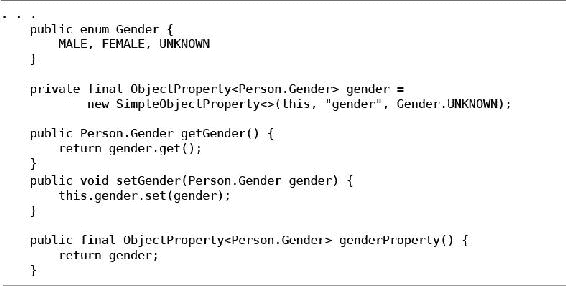 . . .
    public enum Gender {
        MALE, FEMALE, UNKNOWN
    }
    private final ObjectProperty<Person.Gender> gender =
            new SimpleObjectProperty<>(this, "gender", Gender.UNKNOWN);
    public Person.Gender getGender() {
        return gender.get();
    }
    public void setGender(Person.Gender gender) {
        this.gender.set(gender);
    }
    public final ObjectProperty<Person.Gender> genderProperty() {
        return gender;
    }